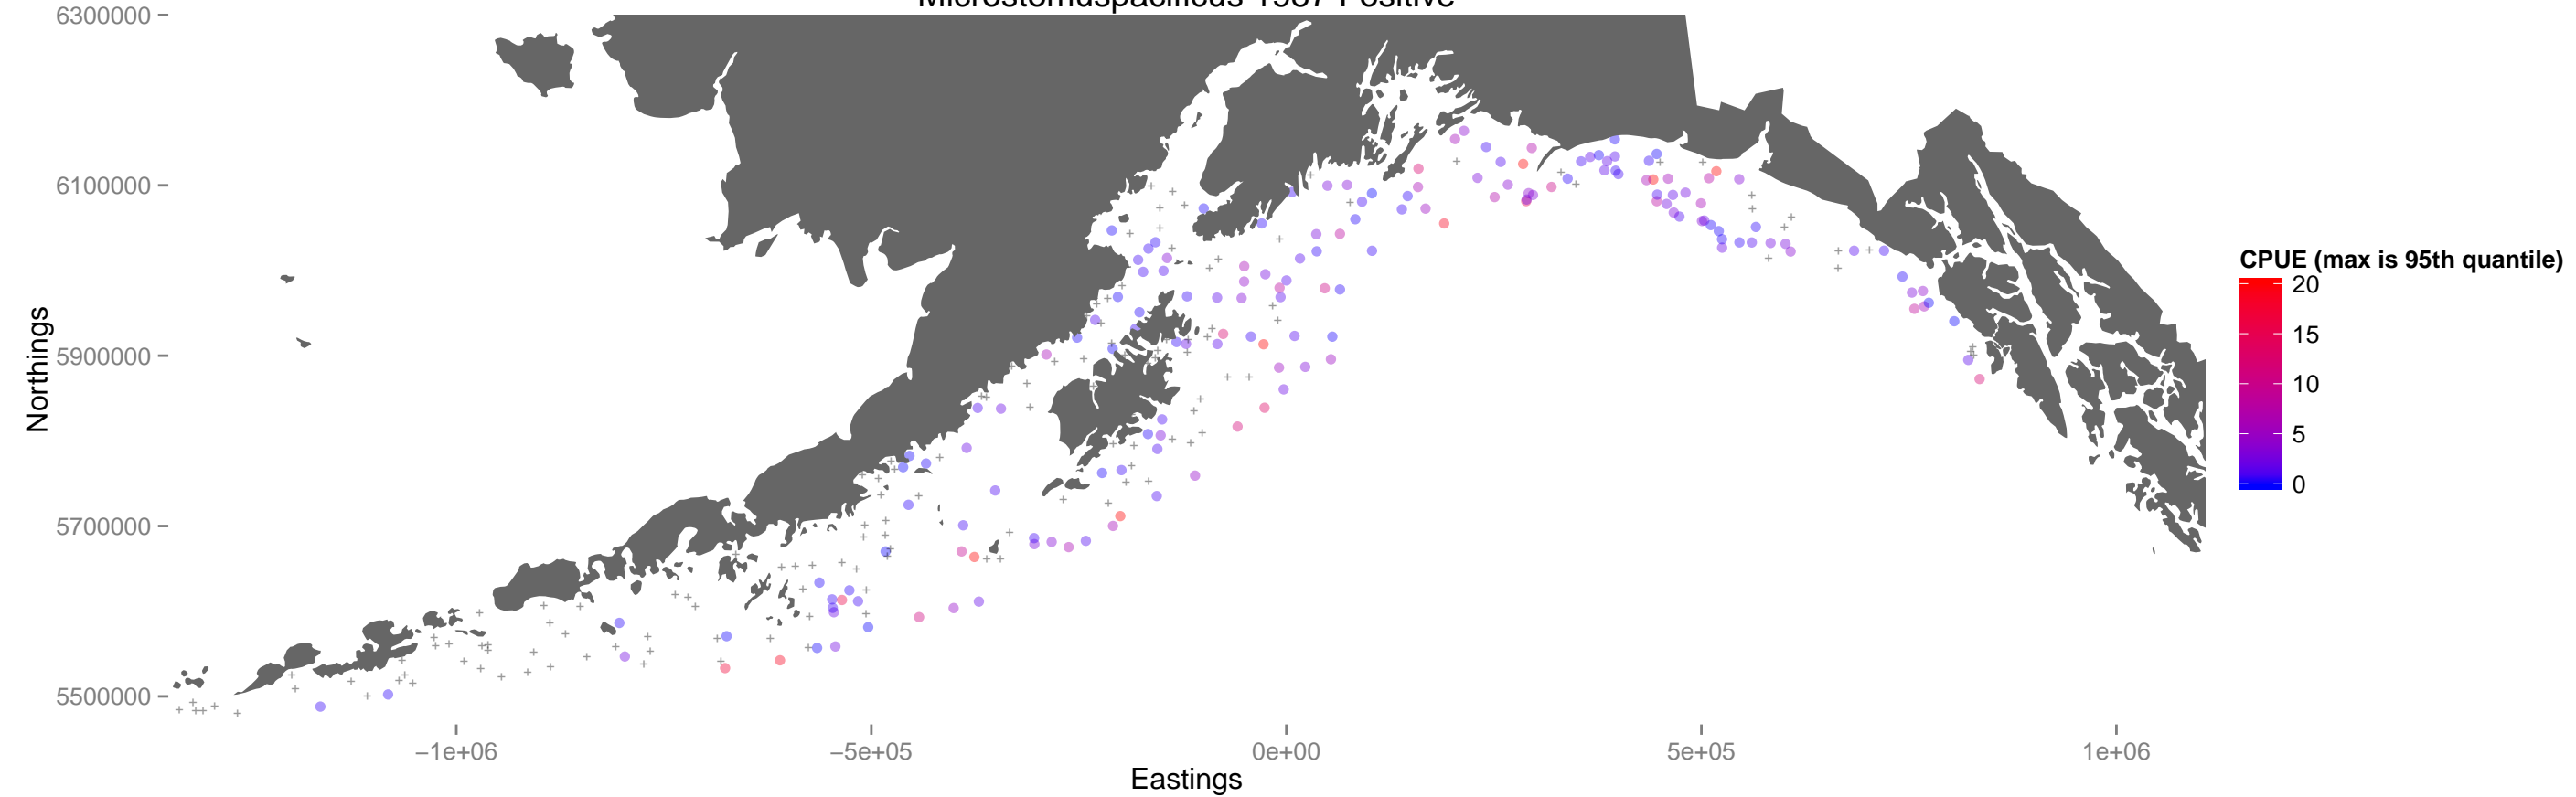 Microstomuspacificus 1987 Positive
6300000
6100000
5900000
5700000
5500000
Northings
−1e+06
−5e+05
0e+00
5e+05
1e+06
Eastings
CPUE (max is 95th quantile)
20
15
10
5
0